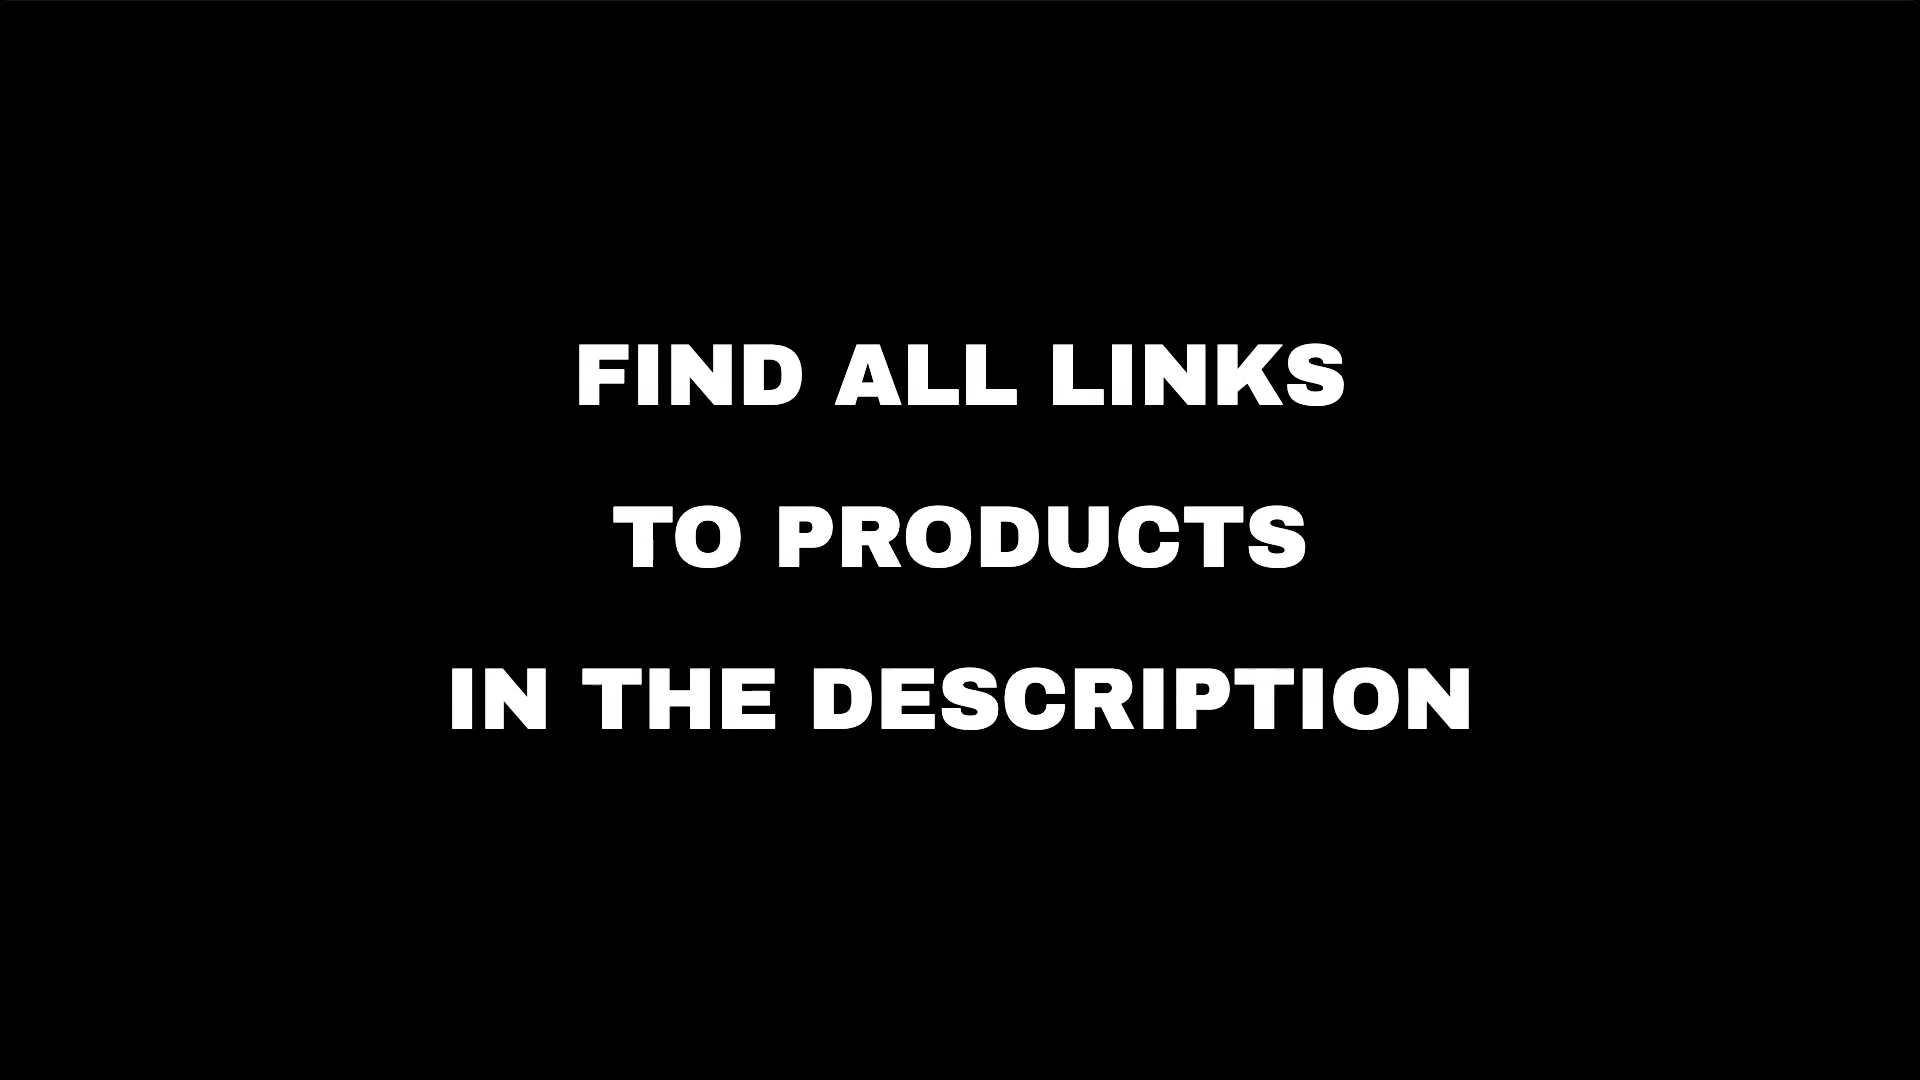 FIND ALL LINKS
TO PRODUCTS
IN THE DESCRIPTION